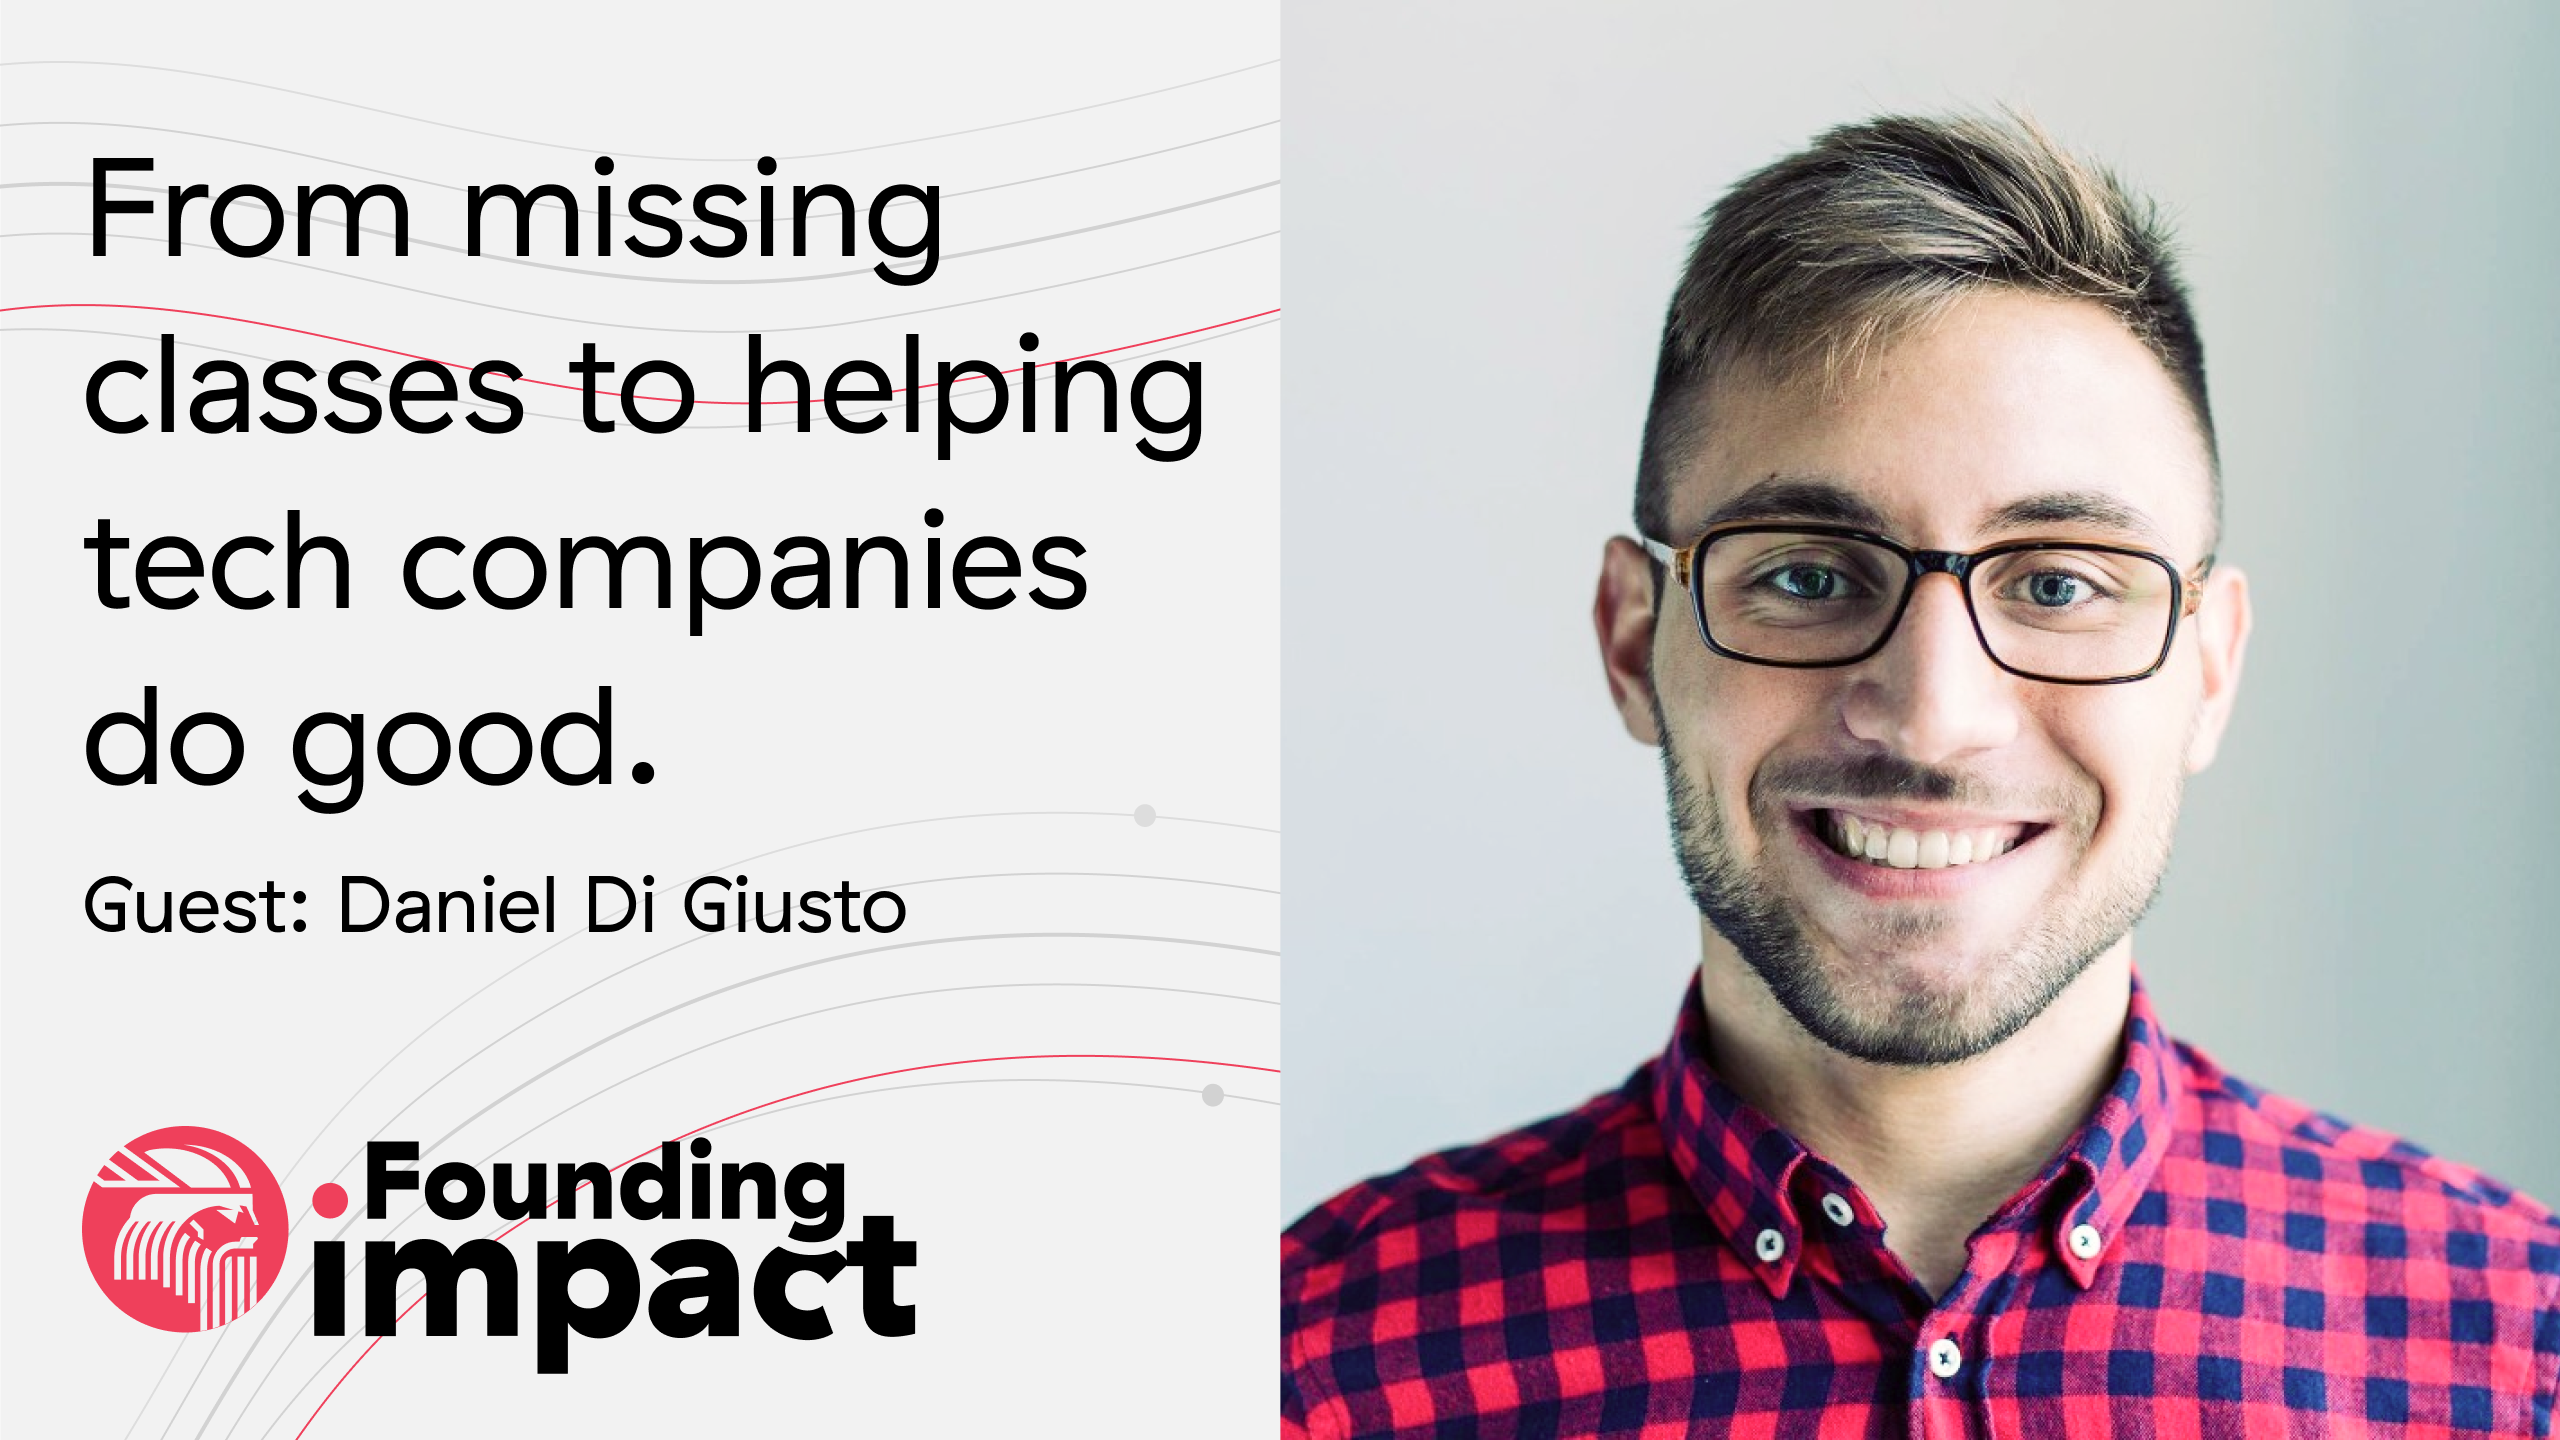 From missing
classes to helping
tech companies
do good.
Guest: Daniel Di Giusto
Founding
impact